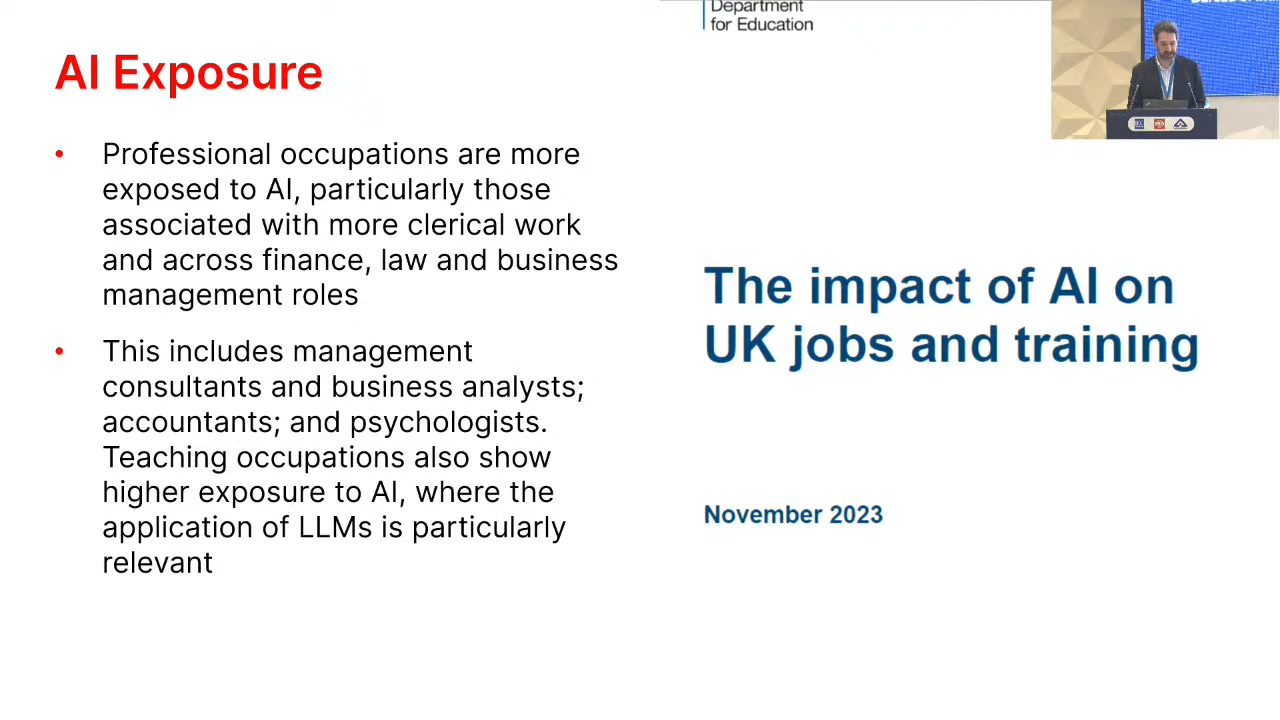 AI Exposure
• Professional occupations are more
exposed to AI, particularly those
associated with more clerical work
and across finance, law and business
management roles
• This includes management
consultants and business analysts;
accountants; and psychologists.
Teaching occupations also show
higher exposure to AI, where the
application of LLMs is particularly
relevant
Department
for Education
The impact of AI on
UK jobs and training
November 2023